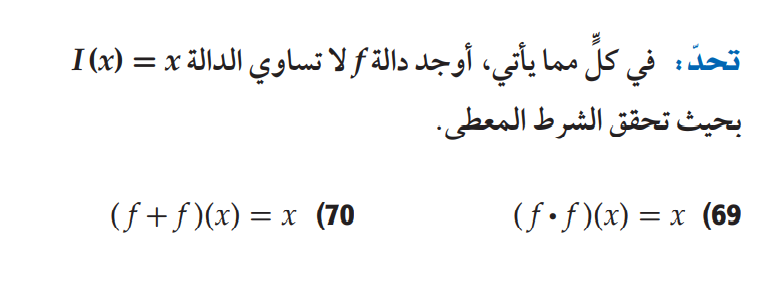 تحدّ: في كلٍّ مما يأتي، أوجد دالة f لا تساوي الدالة I(x) = x
بحيث تحقق الشرط المعطى.
(69 (f • f)(x) = x (70 (f + f)(x) = x